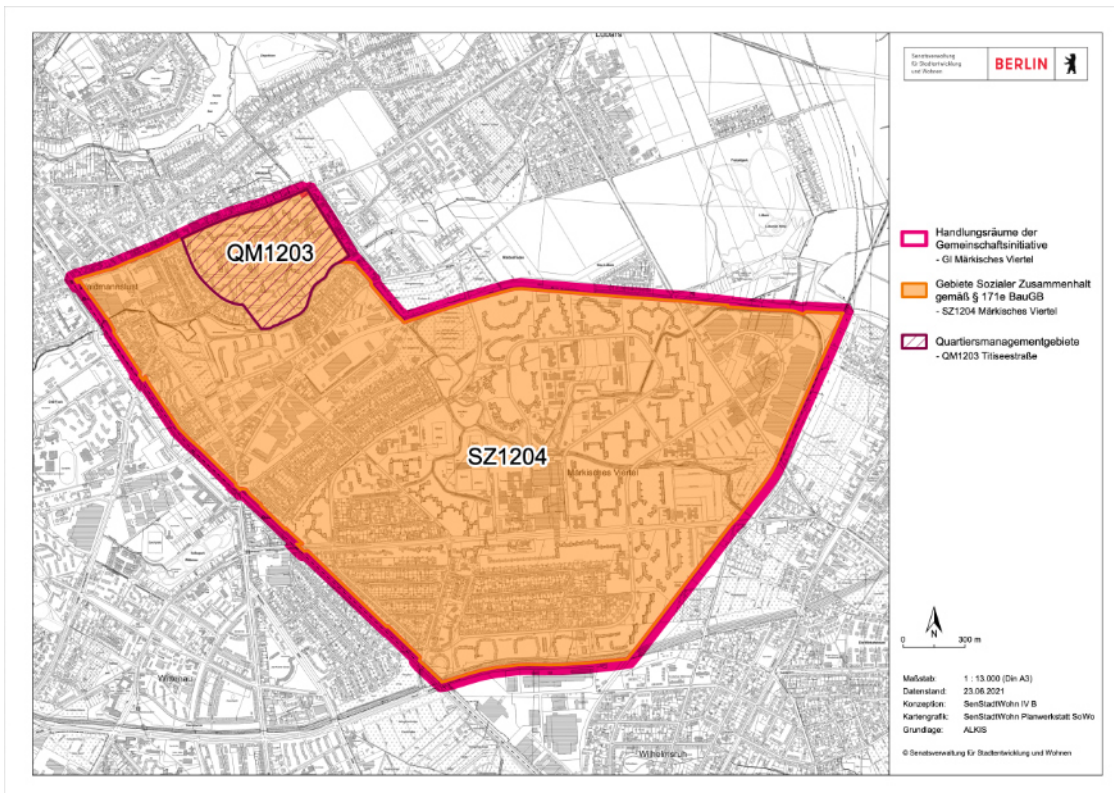 Lübars
QM1203
Waidmannslust
SZ1204
Märkisches Viertel
Wittenau
Wilhelmsruh
Senatsverwaltung
für Stadtentwicklung
und Wohnen
BERLIN
Handlungsräume der
Gemeinschaftsinitiative
- GI Märkisches Viertel
Gebiete Sozialer Zusammenhalt
gemäß § 171e BauGB
- SZ1204 Märkisches Viertel
Quartiersmanagementgebiete
- QM1203 Titiseestraße
0 N 300 m
Maßstab: 1 : 13.000 (Din A3)
Datenstand: 23.06.2021
Konzeption: SenStadtWohn IV B
Kartengrafik: SenStadtWohn Planwerkstatt SoWo
Grundlage: ALKIS
© Senatsverwaltung für Stadtentwicklung und Wohnen